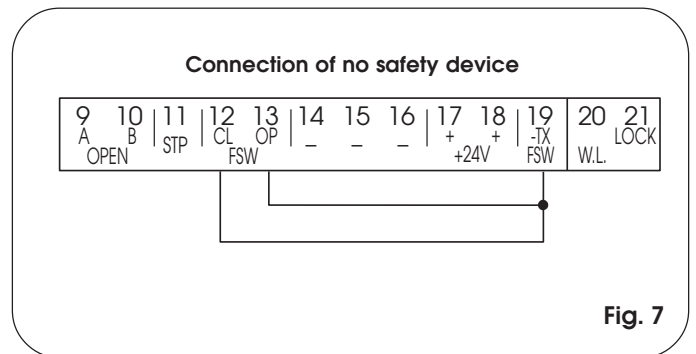 Connection of no safety device
9 10 11 12 13 14 15 16 17 18 19 20 21
A B STP CL OP _ _ _ + + -TX LOCK
OPEN FSW +24V FSW W.L.
Fig. 7